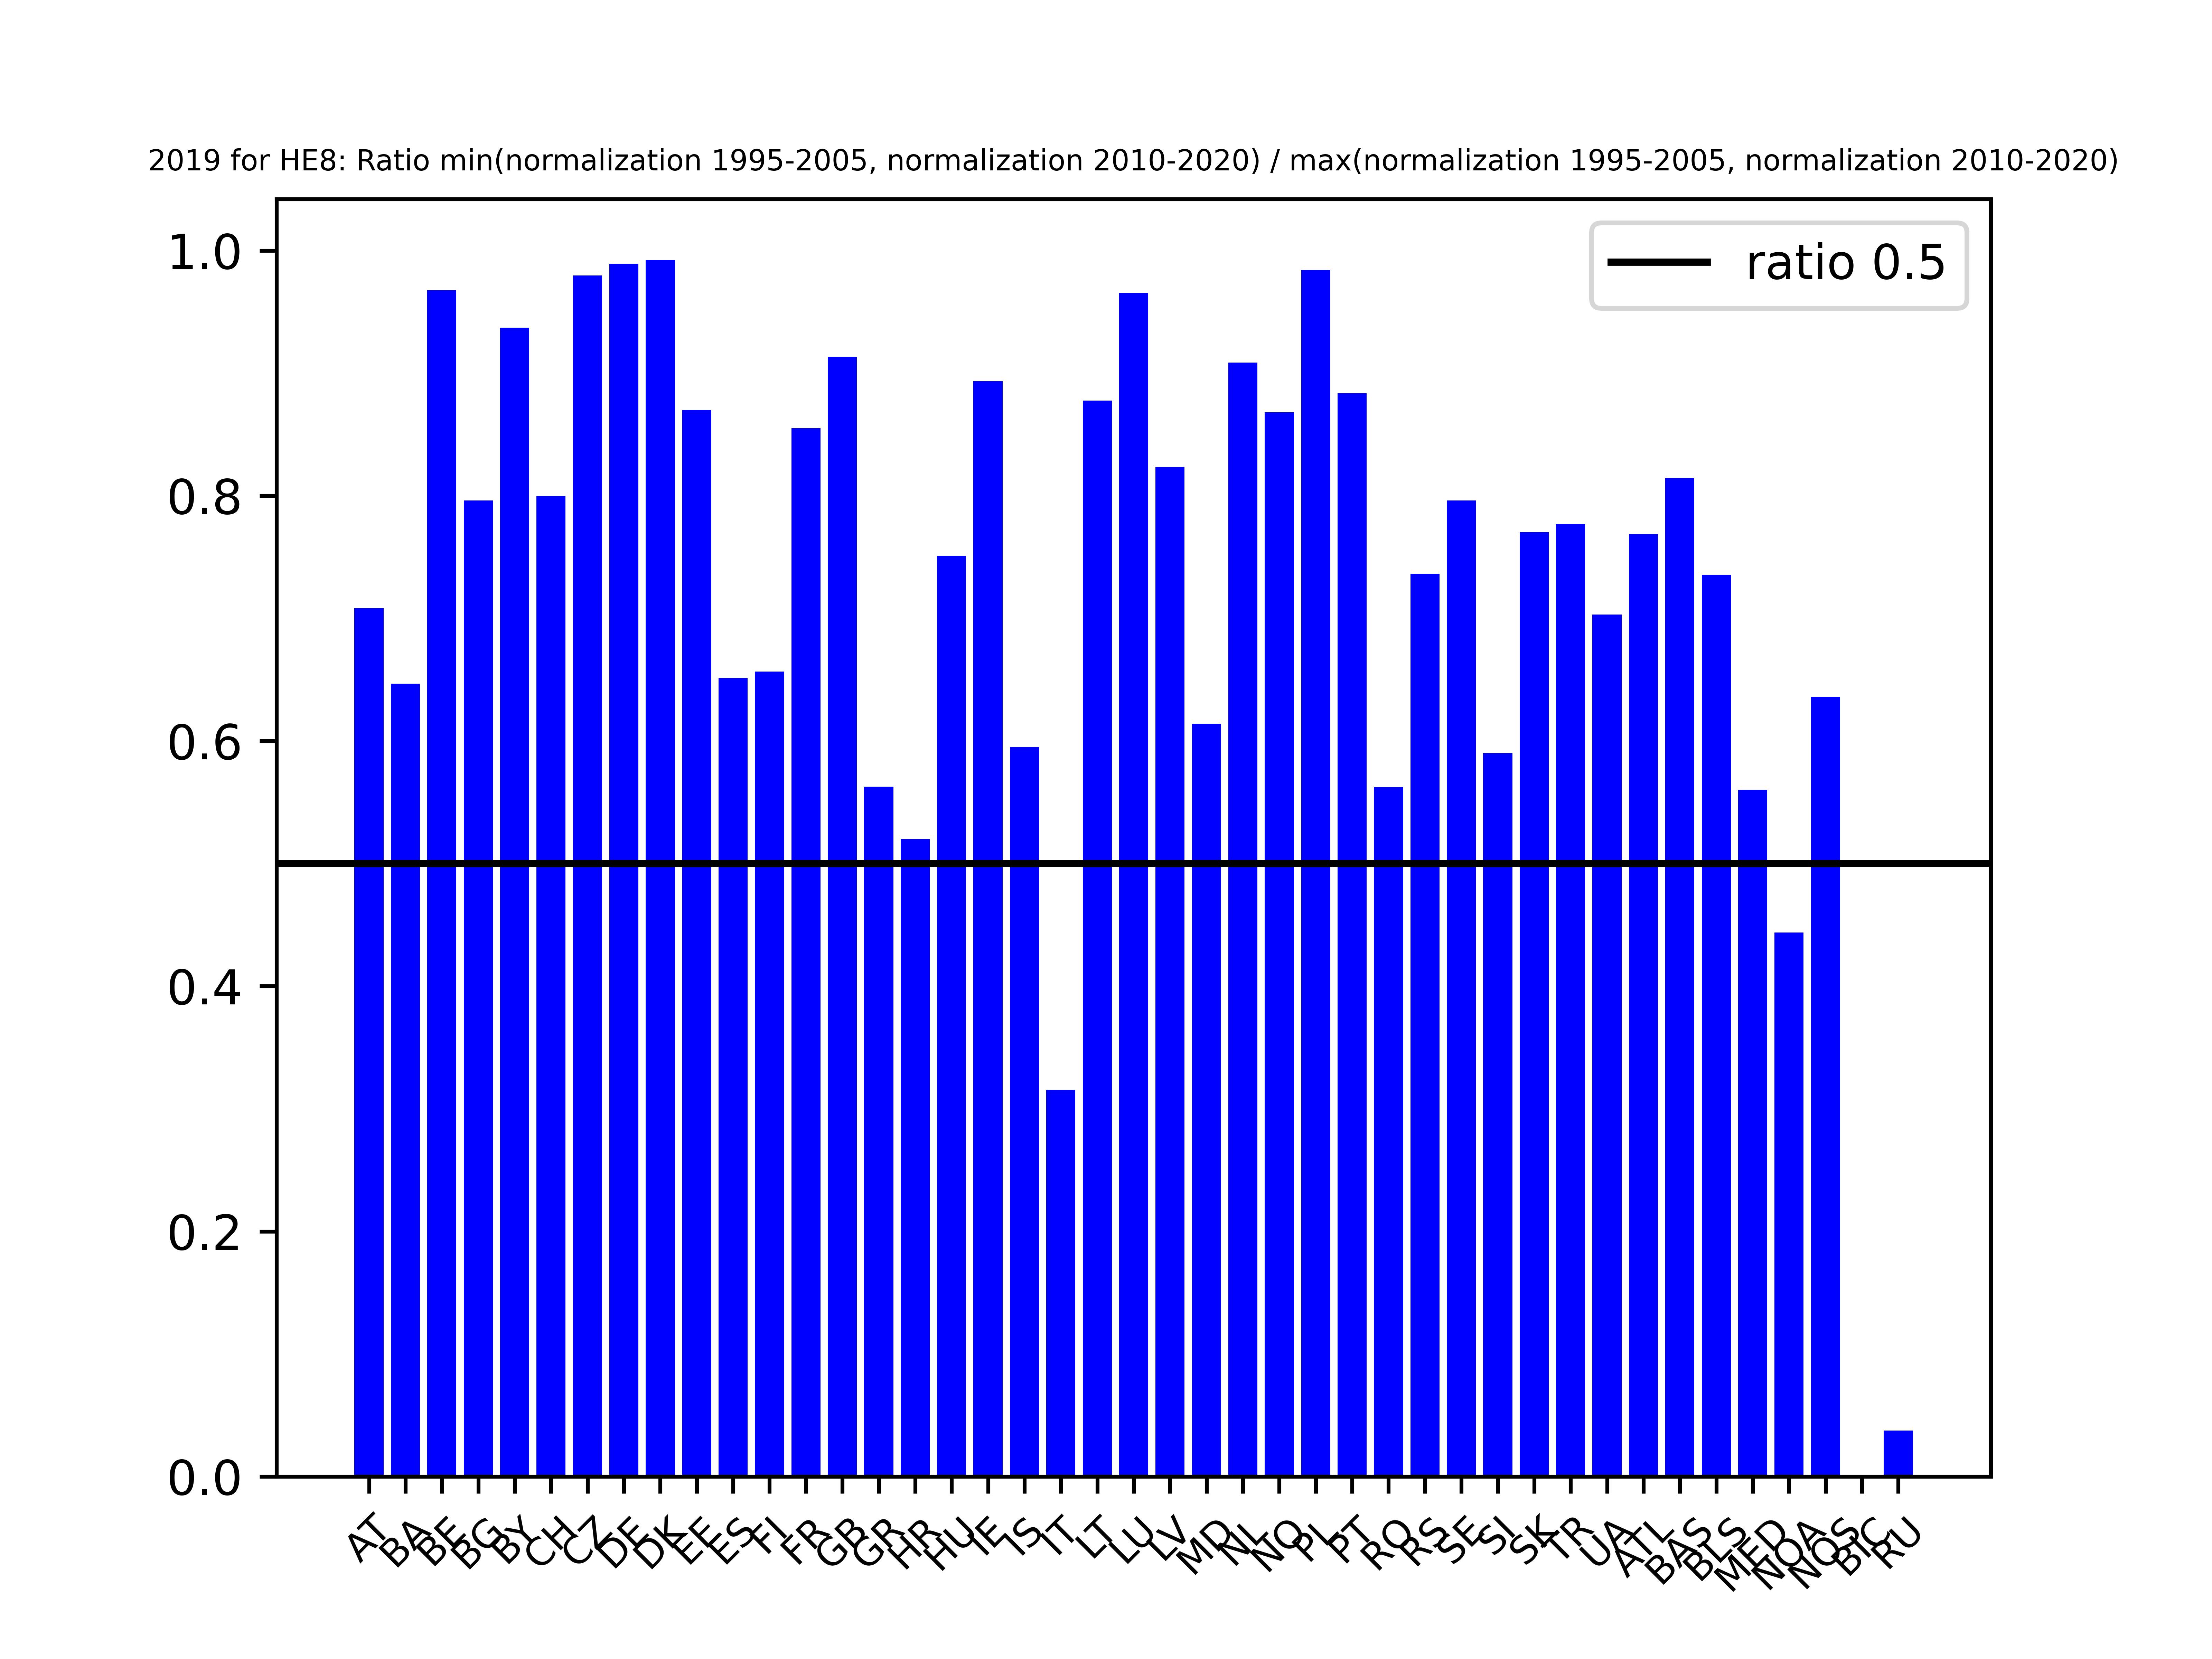 2019 for HE8: Ratio min(normalization 1995-2005, normalization 2010-2020) / max(normalization 1995-2005, normalization 2010-2020)
ratio 0.5
1.0
0.8
0.6
0.4
0.2
0.0
AT BA BE BG BY CH CZ DE DK EE ES FI FR GB GR HR HU IE IS IT LT LU LV MD NL NO PL PT RO RS SE SI SK TR UA ATL BAS BLS MED NOA NOS BIC RU